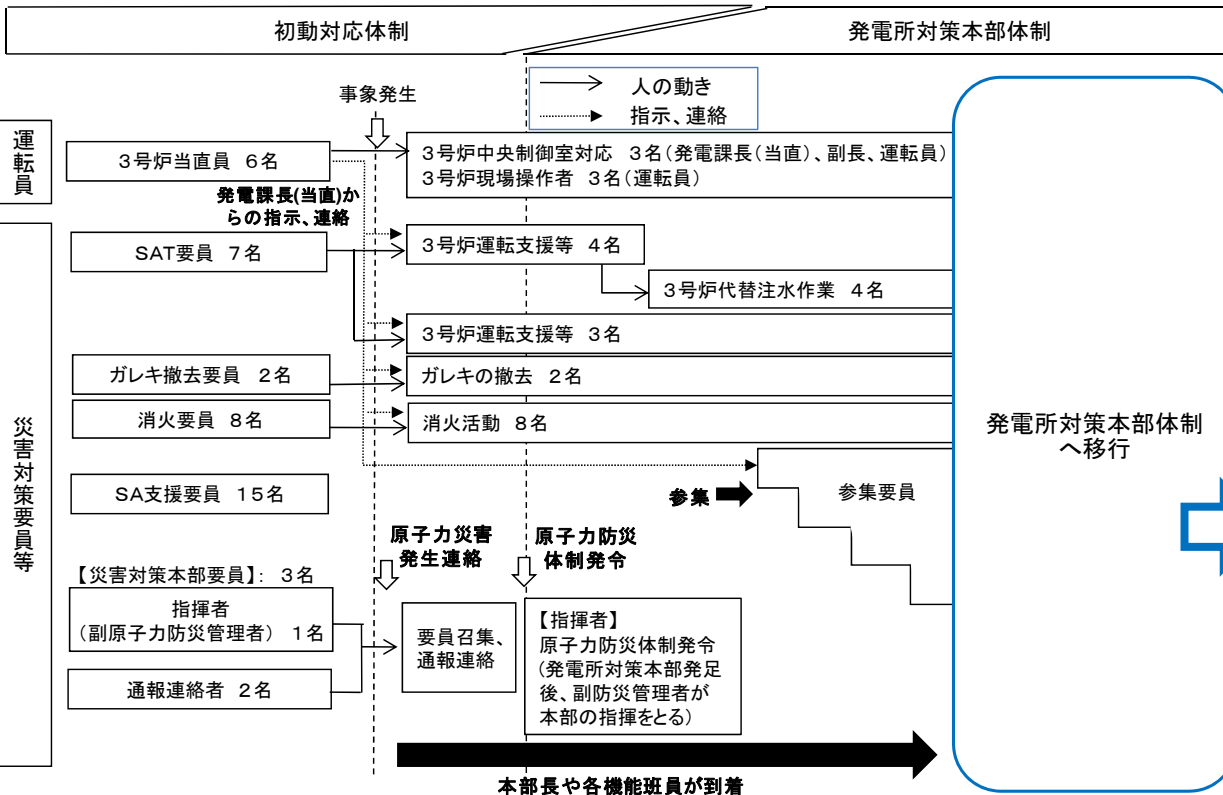 初動対応体制
発電所対策本部体制
人の動き
指示、連絡
事象発生
運転員
3号炉当直員 6名
3号炉中央制御室対応 3名(発電課長(当直)、副長、運転員)
3号炉現場操作者 3名(運転員)
発電課長(当直)か
らの指示、連絡
災害対策要員等
SAT要員 7名
3号炉運転支援等 4名
3号炉代替注水作業 4名
3号炉運転支援等 3名
ガレキ撤去要員 2名
ガレキの撤去 2名
消火要員 8名
消火活動 8名
発電所対策本部体制
へ移行
SA支援要員 15名
参集
参集要員
原子力災害
発生連絡
原子力防災
体制発令
【災害対策本部要員】: 3名
指揮者
(副原子力防災管理者) 1名
通報連絡者 2名
要員召集、
通報連絡
【指揮者】
原子力防災体制発令
(発電所対策本部発足
後、副防災管理者が
本部の指揮をとる)
本部長や各機能班員が到着